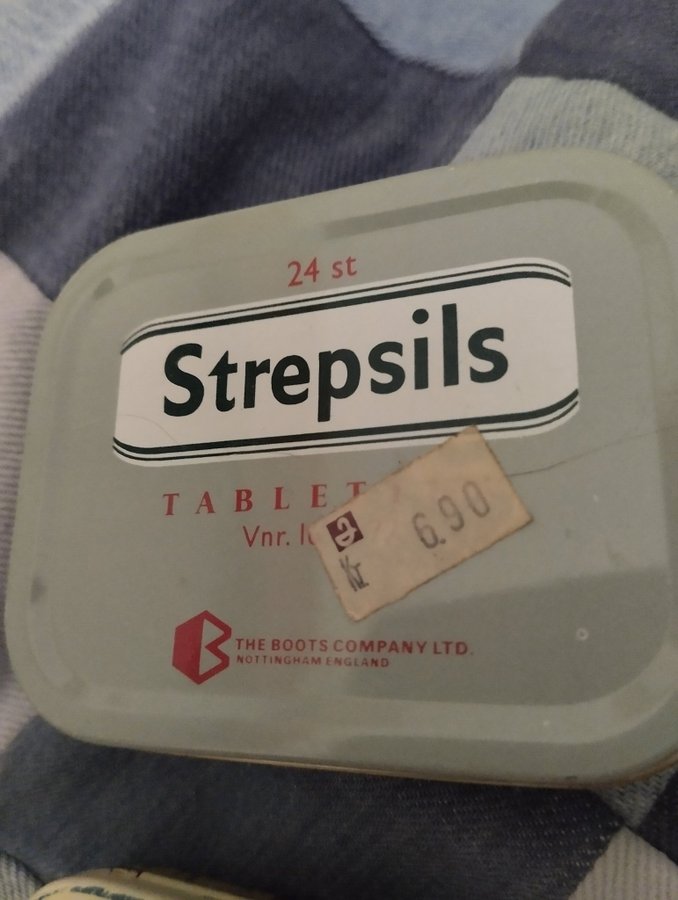 24 st
Strepsils
TABLET
Vnr.
Kr 6.90
THE BOOTS COMPANY LTD.
NOTTINGHAM ENGLAND